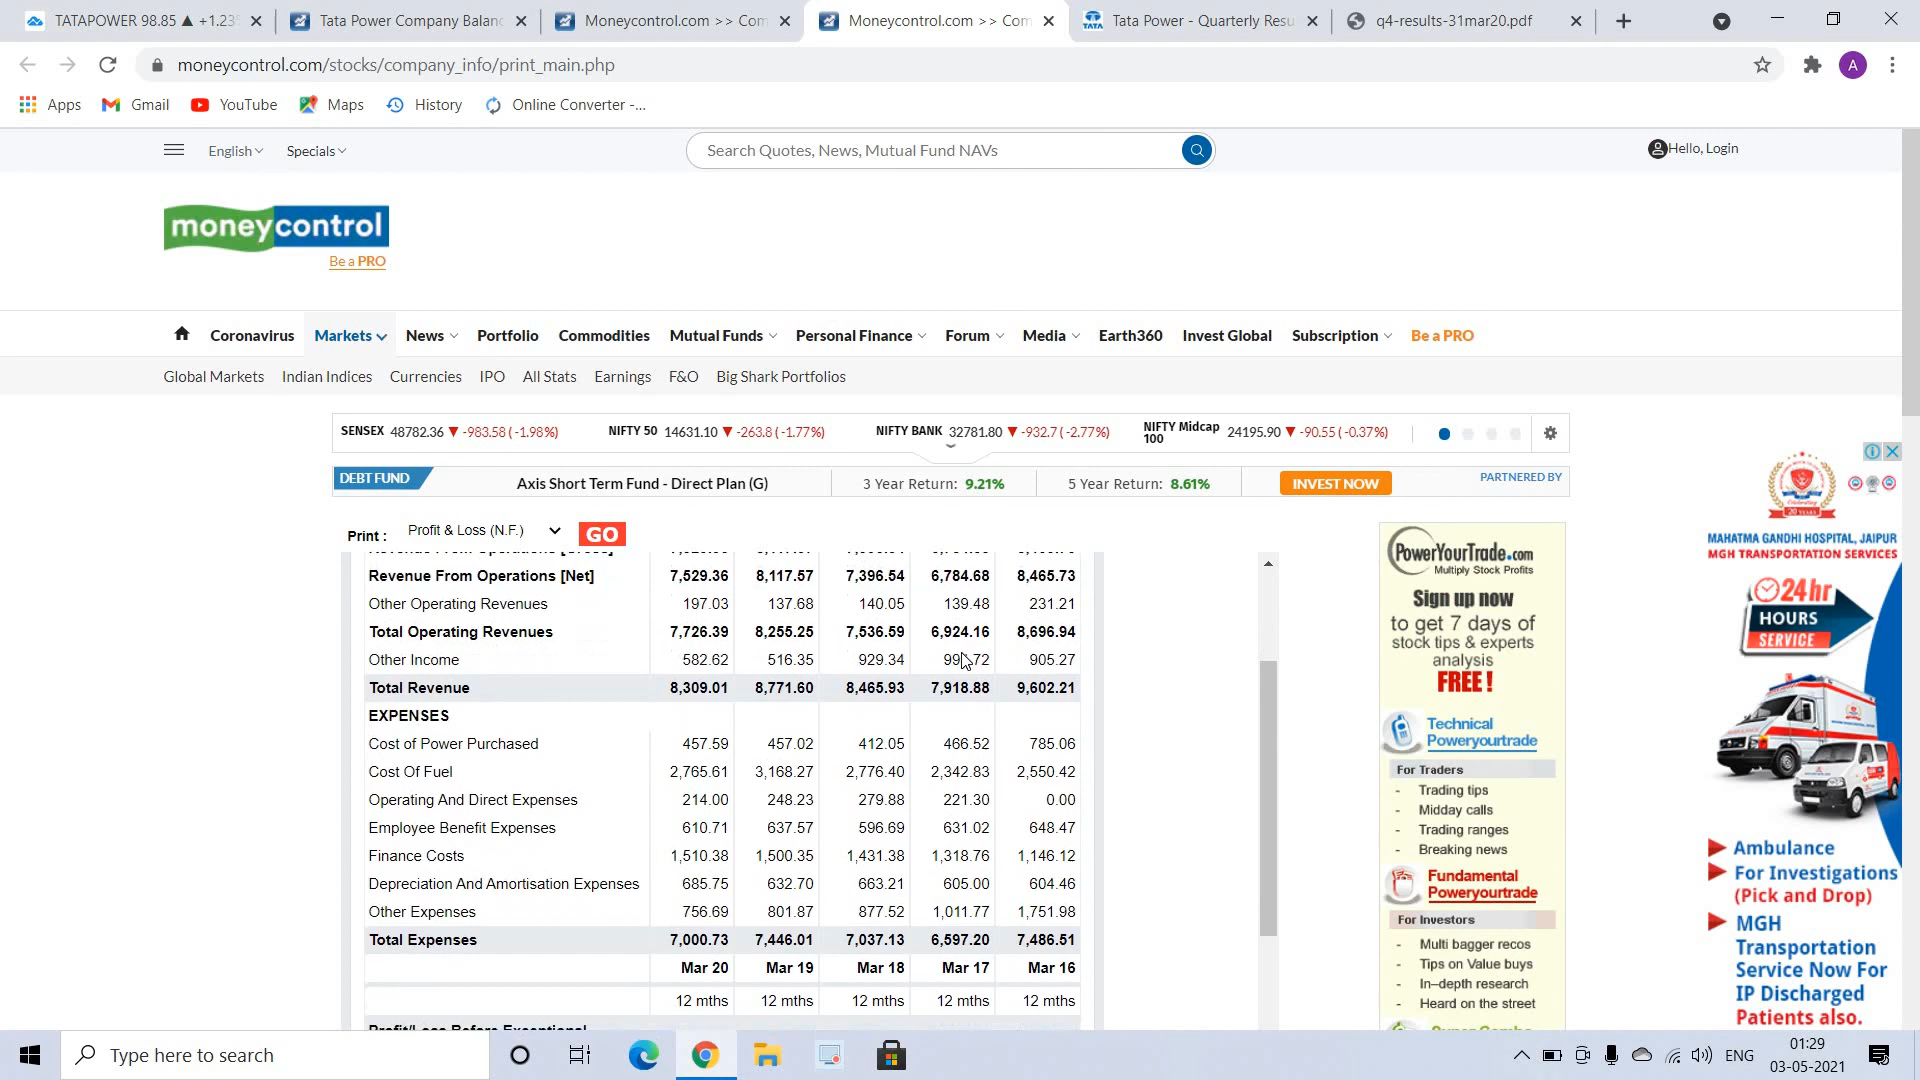 TATAPOWER 98.85 ▲ +1.23
Tata Power Company Balanc
Moneycontrol.com >> Com
Moneycontrol.com >> Com
Tata Power - Quarterly Resu
q4-results-31mar20.pdf
moneycontrol.com/stocks/company_info/print_main.php
A
Apps Gmail YouTube Maps History Online Converter -...
English Specials
Search Quotes, News, Mutual Fund NAVs
Hello, Login
moneycontrol
Be a PRO
Coronavirus Markets News Portfolio Commodities Mutual Funds Personal Finance Forum Media Earth360 Invest Global Subscription Be a PRO
Global Markets Indian Indices Currencies IPO All Stats Earnings F&O Big Shark Portfolios
SENSEX 48782.36 ▼ -983.58 ( -1.98%) NIFTY 50 14631.10 ▼ -263.8 ( -1.77%) NIFTY BANK 32781.80 ▼ -932.7 ( -2.77%) NIFTY Midcap 100 24195.90 ▼ -90.55 ( -0.37%)
DEBT FUND Axis Short Term Fund - Direct Plan (G) 3 Year Return: 9.21% 5 Year Return: 8.61% INVEST NOW PARTNERED BY
Print : Profit & Loss (N.F.) GO
Revenue From Operations [Net] 7,529.36 8,117.57 7,396.54 6,784.68 8,465.73
Other Operating Revenues 197.03 137.68 140.05 139.48 231.21
Total Operating Revenues 7,726.39 8,255.25 7,536.59 6,924.16 8,696.94
Other Income 582.62 516.35 929.34 905.27
Total Revenue 8,309.01 8,771.60 8,465.93 7,918.88 9,602.21
EXPENSES
Cost of Power Purchased 457.59 457.02 412.05 466.52 785.06
Cost Of Fuel 2,765.61 3,168.27 2,776.40 2,342.83 2,550.42
Operating And Direct Expenses 214.00 248.23 279.88 221.30 0.00
Employee Benefit Expenses 610.71 637.57 596.69 631.02 648.47
Finance Costs 1,510.38 1,500.35 1,431.38 1,318.76 1,146.12
Depreciation And Amortisation Expenses 685.75 632.70 663.21 605.00 604.46
Other Expenses 756.69 801.87 877.52 1,011.77 1,751.98
Total Expenses 7,000.73 7,446.01 7,037.13 6,597.20 7,486.51
Mar 20 Mar 19 Mar 18 Mar 17 Mar 16
12 mths 12 mths 12 mths 12 mths 12 mths
Profit/Loss Before Exceptional
PowerYourTrade.com
Multiply Stock Profits
Sign up now
to get 7 days of
stock tips & experts
analysis
FREE!
Technical
Poweryourtrade
For Traders
- Trading tips
- Midday calls
- Trading ranges
- Breaking news
Fundamental
Poweryourtrade
For Investors
- Multi bagger recos
- Tips on Value buys
- In-depth research
- Heard on the street
MAHATMA GANDHI HOSPITAL, JAIPUR
MGH TRANSPORTATION SERVICES
24hr
HOURS
SERVICE
Ambulance
For Investigations
(Pick and Drop)
MGH
Transportation
Service Now For
IP Discharged
Patients also.
Type here to search
ENG
01:29
03-05-2021